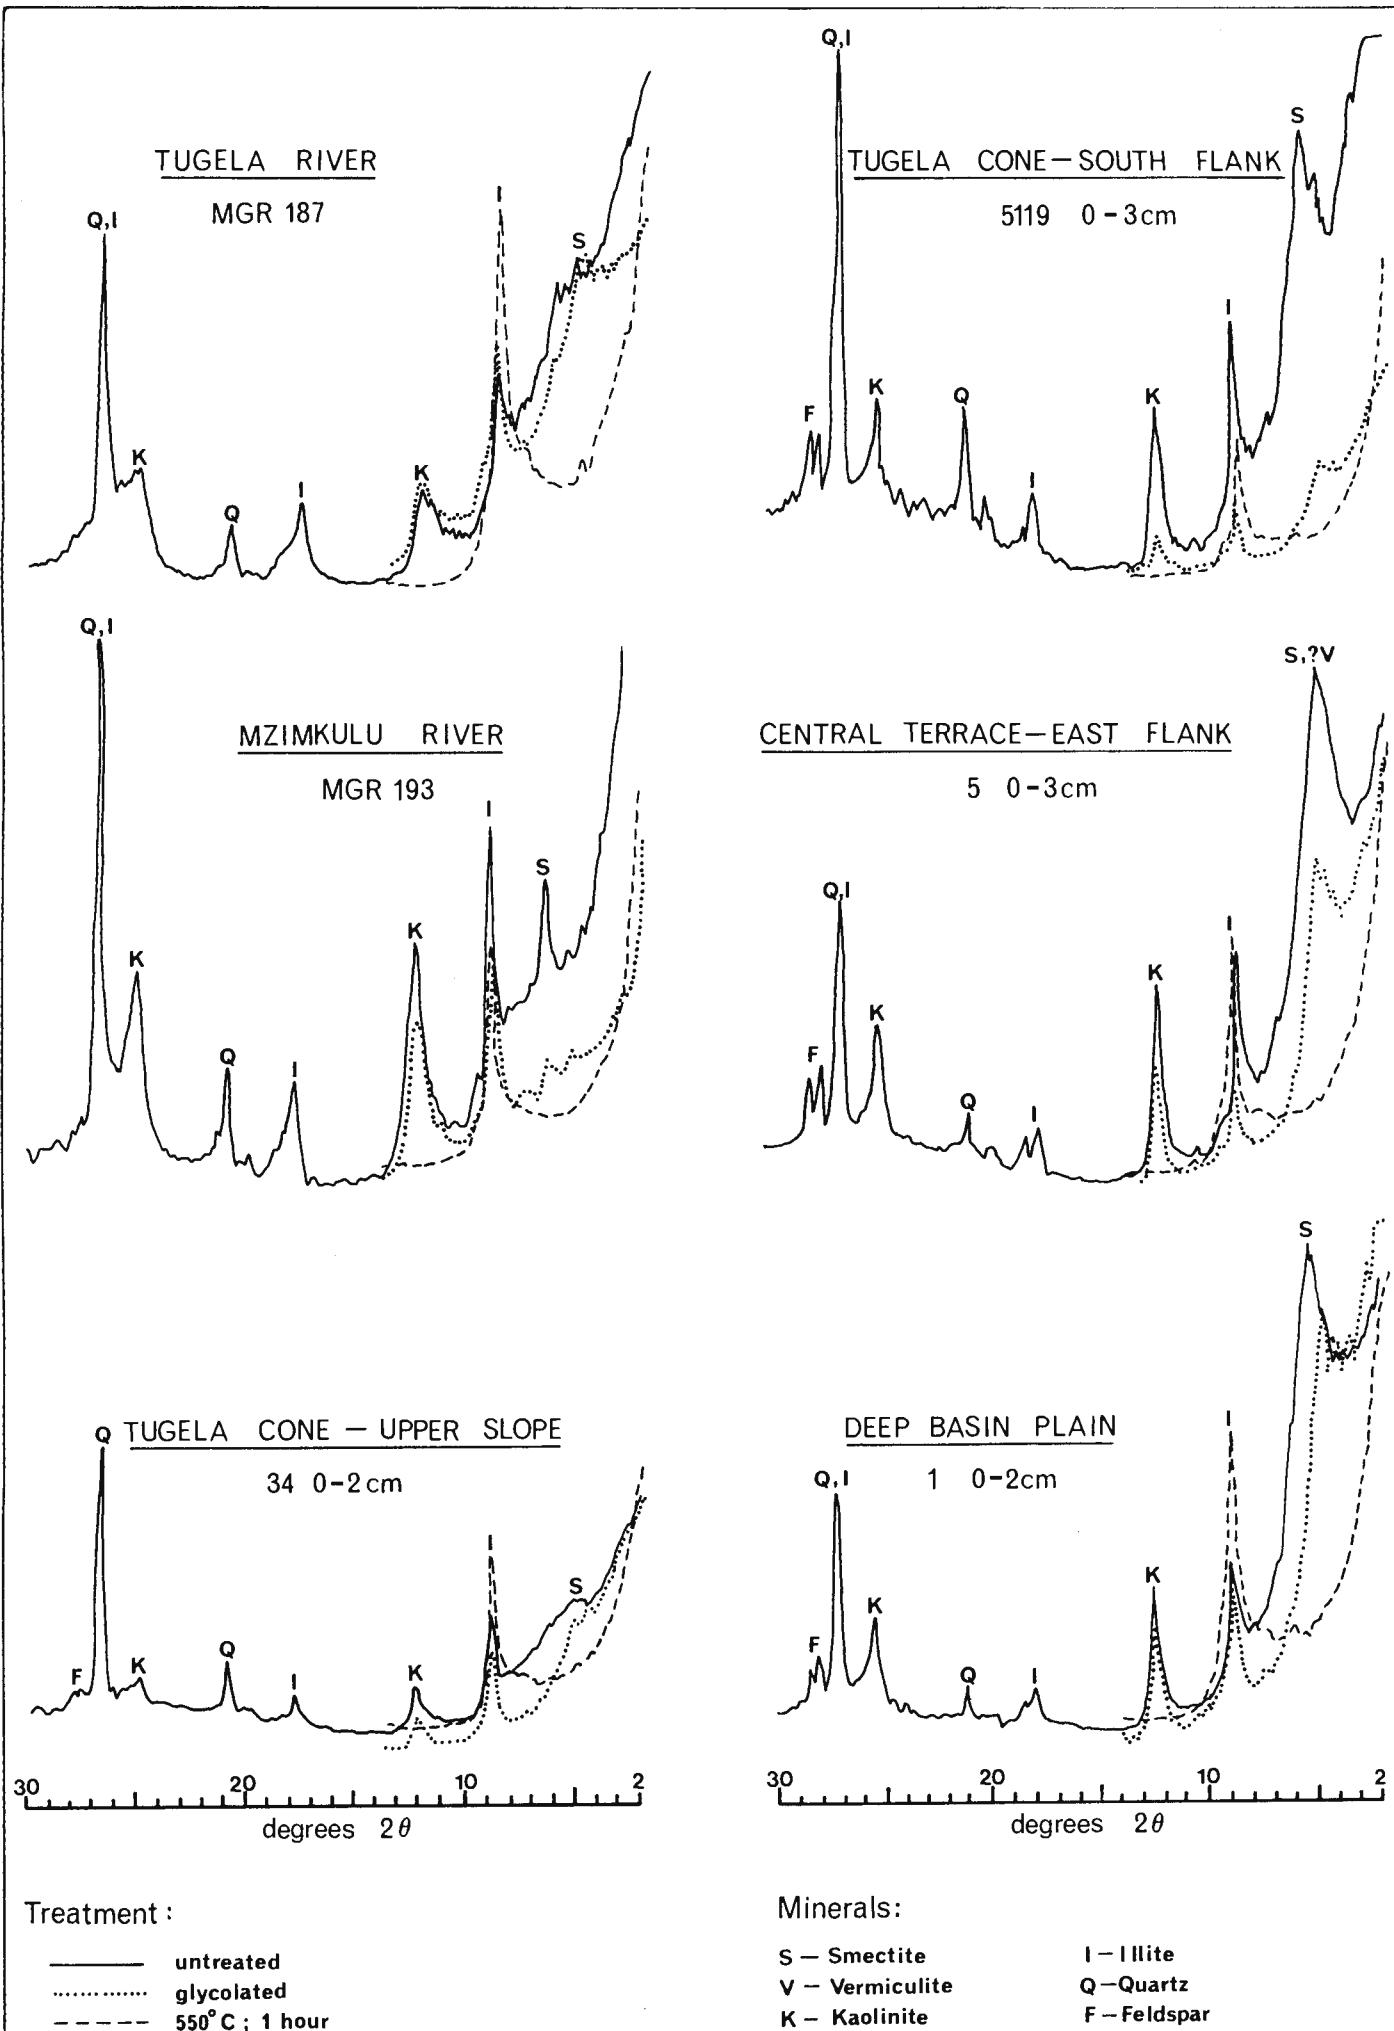 TUGELA RIVER
MGR 187
Q,I
K
Q
I
K
I
S
TUGELA CONE—SOUTH FLANK
5119 0-3cm
Q,I
F
K
Q
I
K
I
S
MZIMKULU RIVER
MGR 193
Q,I
K
Q
I
K
I
S
CENTRAL TERRACE—EAST FLANK
5 0-3cm
Q,I
F
K
Q
I
K
I
S,?V
TUGELA CONE — UPPER SLOPE
34 0-2cm
Q
F
K
Q
I
K
I
S
DEEP BASIN PLAIN
1 0-2cm
Q,I
F
K
Q
I
K
I
S
30 20 10 2
degrees 2θ
30 20 10 2
degrees 2θ
Treatment:
untreated
glycolated
550°C; 1 hour
Minerals:
S — Smectite
V — Vermiculite
K — Kaolinite
I — Illite
Q — Quartz
F — Feldspar